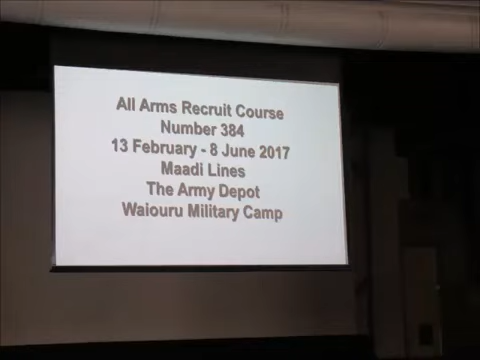 All Arms Recruit Course
Number 384
13 February - 8 June 2017
Maadi Lines
The Army Depot
Waiouru Military Camp